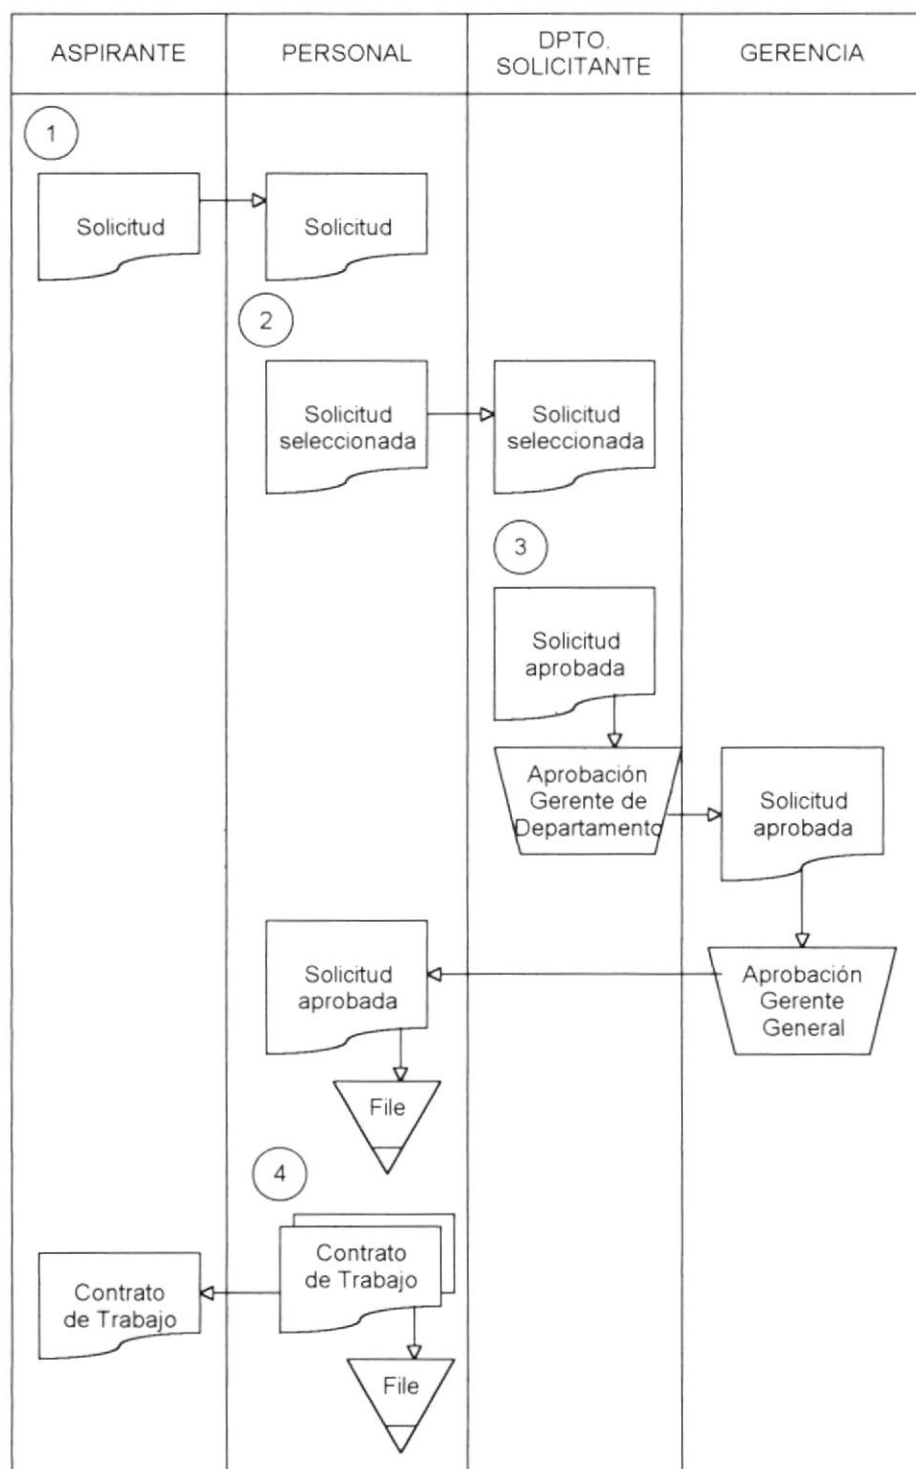 ASPIRANTE
PERSONAL
DPTO.
SOLICITANTE
GERENCIA
1
Solicitud
Solicitud
2
Solicitud
seleccionada
Solicitud
seleccionada
3
Solicitud
aprobada
Aprobación
Gerente de
Departamento
Solicitud
aprobada
Aprobación
Gerente
General
Solicitud
aprobada
File
4
Contrato
de Trabajo
Contrato
de Trabajo
File